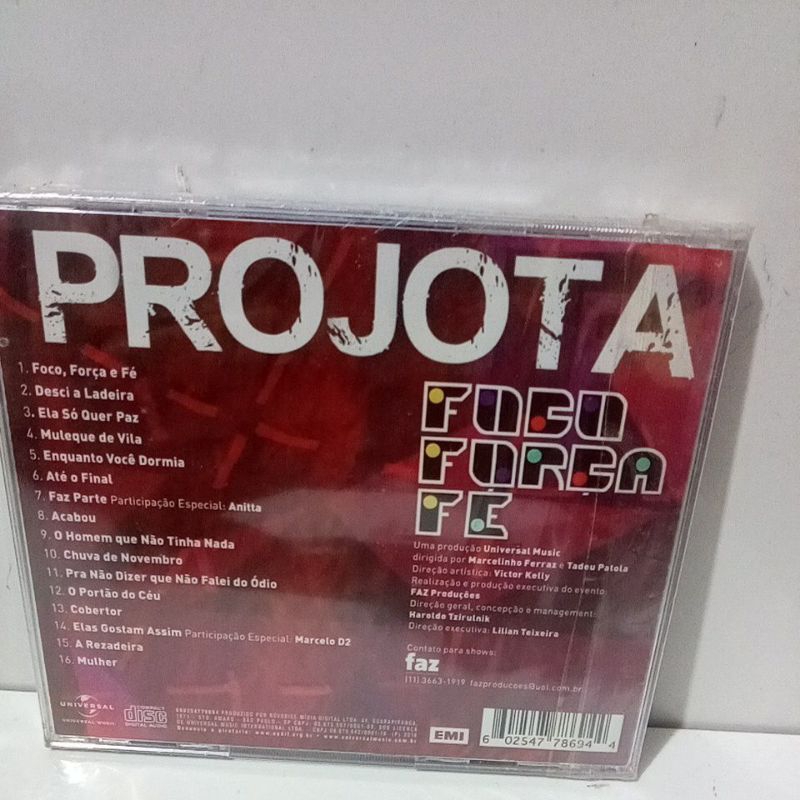 PROJOTA
1. Foco, Força e Fé
2. Desci a Ladeira
3. Ela Só Quer Paz
4. Muleque de Vila
5. Enquanto Você Dormia
6. Até o Final
7. Faz Parte Participação Especial: Anitta
8. Acabou
9. O Homem que Não Tinha Nada
10. Chuva de Novembro
11. Pra Não Dizer que Não Falei do Ódio
12. O Portão do Céu
13. Cobertor
14. Elas Gostam Assim Participação Especial: Marcelo D2
15. A Rezadeira
16. Mulher
FOCO
FORÇA
FÉ
Uma produção Universal Music
dirigida por Marcelinho Ferraz e Tadeu Patola
Direção artística: Victor Kelly
Realização e produção executiva do evento:
FAZ Produções
Direção geral, concepção e management:
Haroldo Tzirulnik
Direção executiva: Lilian Teixeira
Contato para shows:
faz
(11) 3663-1919 fazproducoes@uol.com.br
UNIVERSAL
UNIVERSAL MUSIC
COMPACT
disc
DIGITAL AUDIO
EMI
6 02547 78694 4